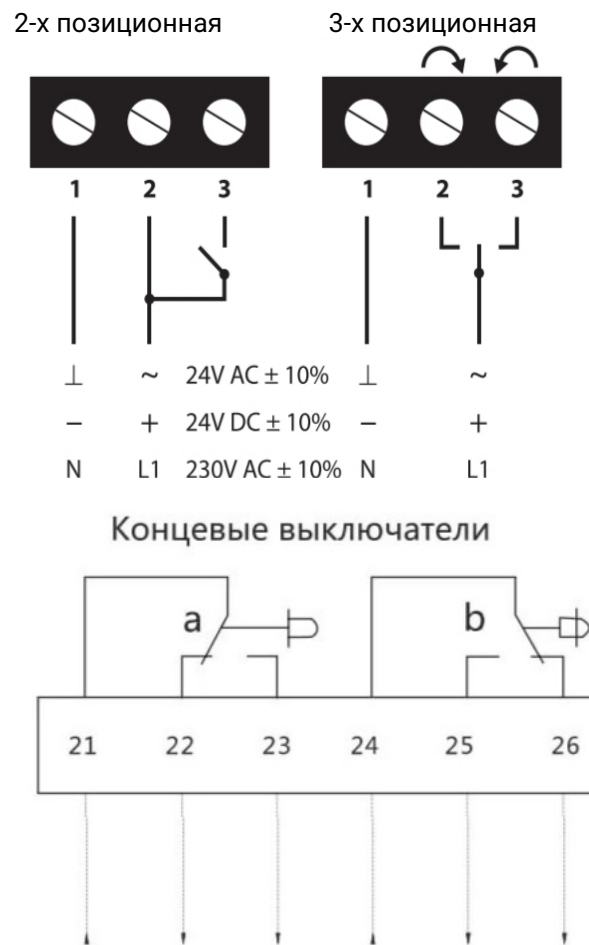 2-х позиционная 3-х позиционная
1 2 3 1 2 3
⊥ ~ 24V AC ± 10% ⊥ ~
− + 24V DC ± 10% − +
N L1 230V AC ± 10% N L1
Концевые выключатели
a b
21 22 23 24 25 26